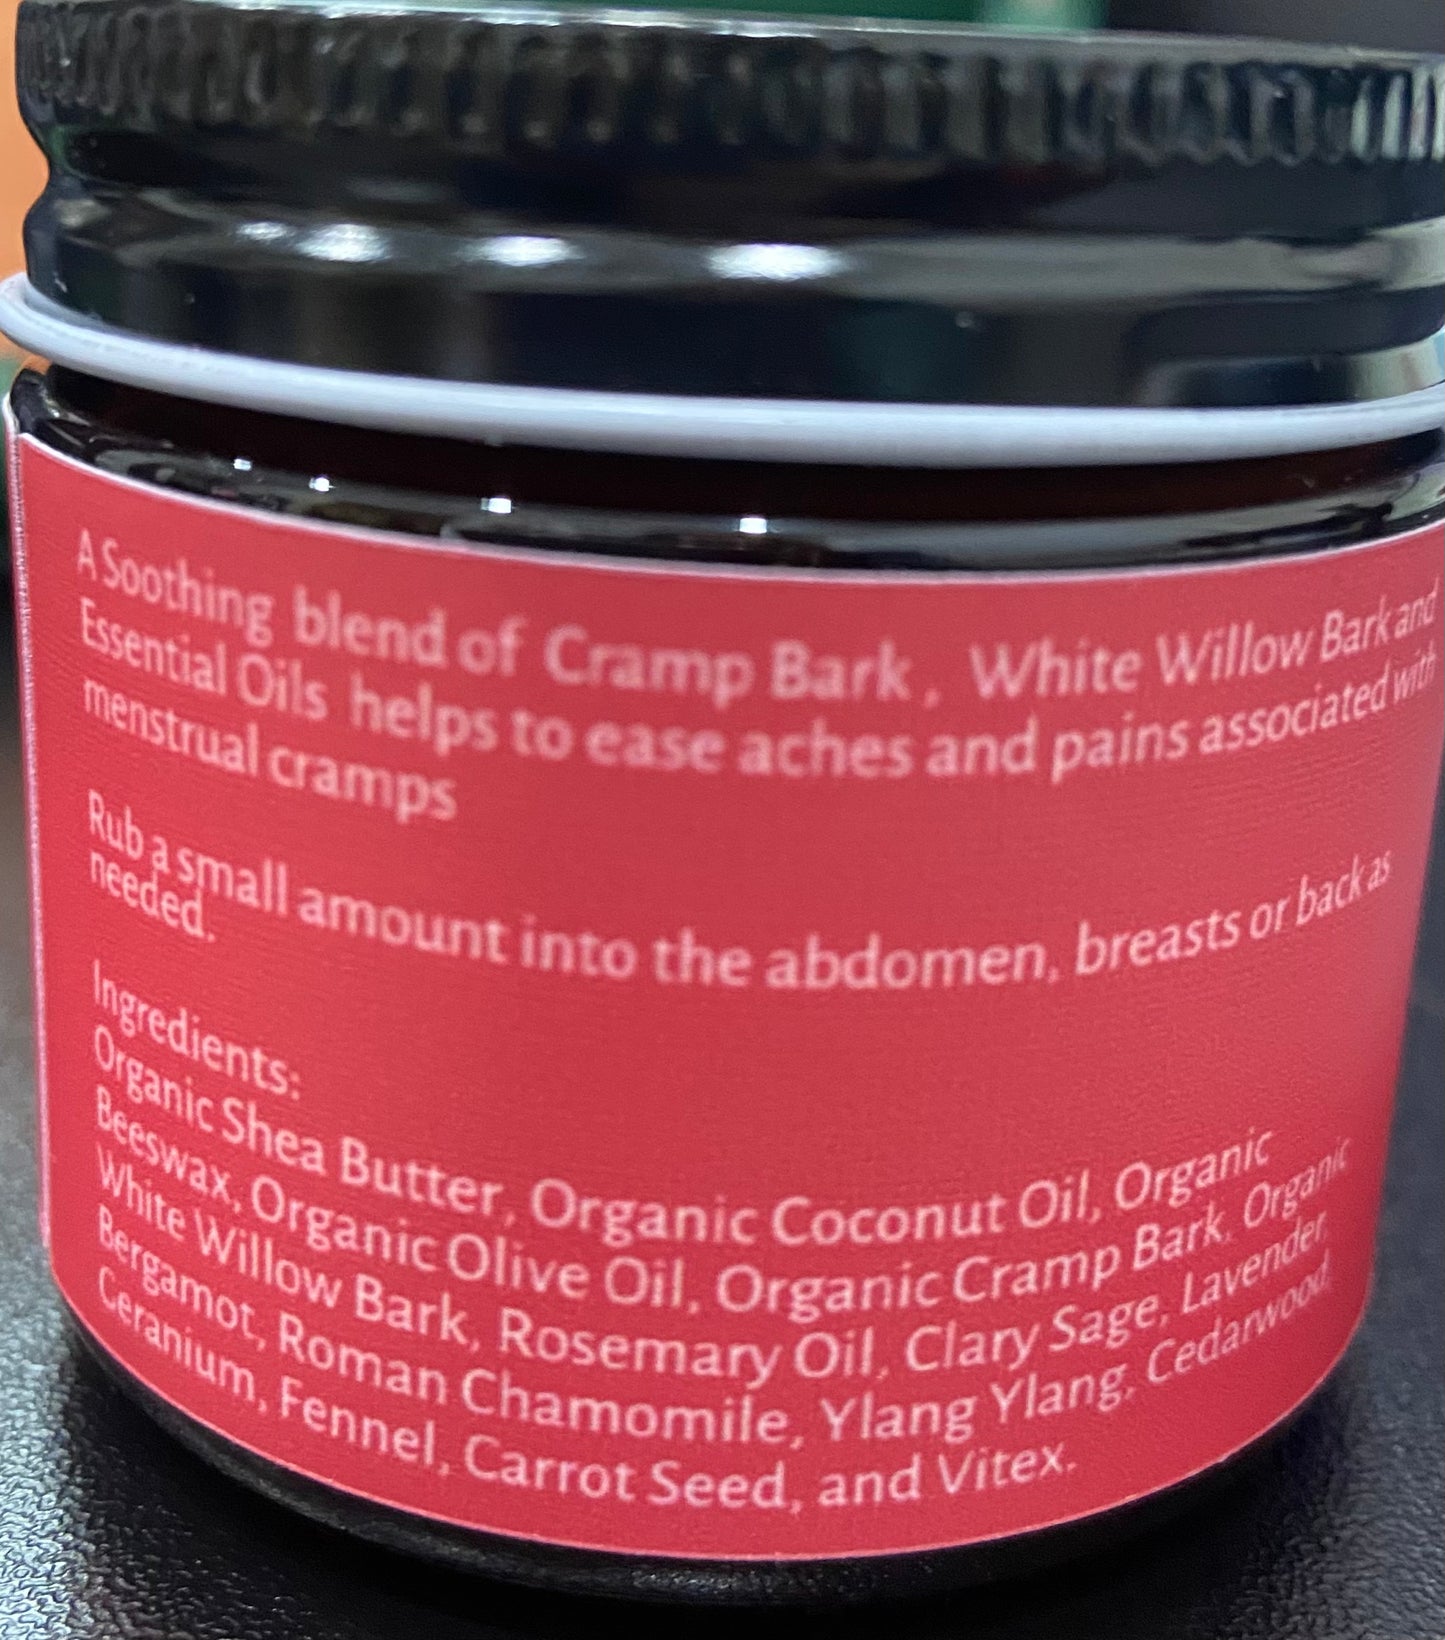 A Soothing blend of Cramp Bark , White Willow Bark and
Essential Oils helps to ease aches and pains associated with
menstrual cramps
Rub a small amount into the abdomen, breasts or back as
needed.
Ingredients:
Organic Shea Butter, Organic Coconut Oil, Organic
Beeswax, Organic Olive Oil, Organic Cramp Bark, Organic
White Willow Bark, Rosemary Oil, Clary Sage, Lavender,
Bergamot, Roman Chamomile, Ylang Ylang, Cedarwood,
Geranium, Fennel, Carrot Seed, and Vitex.